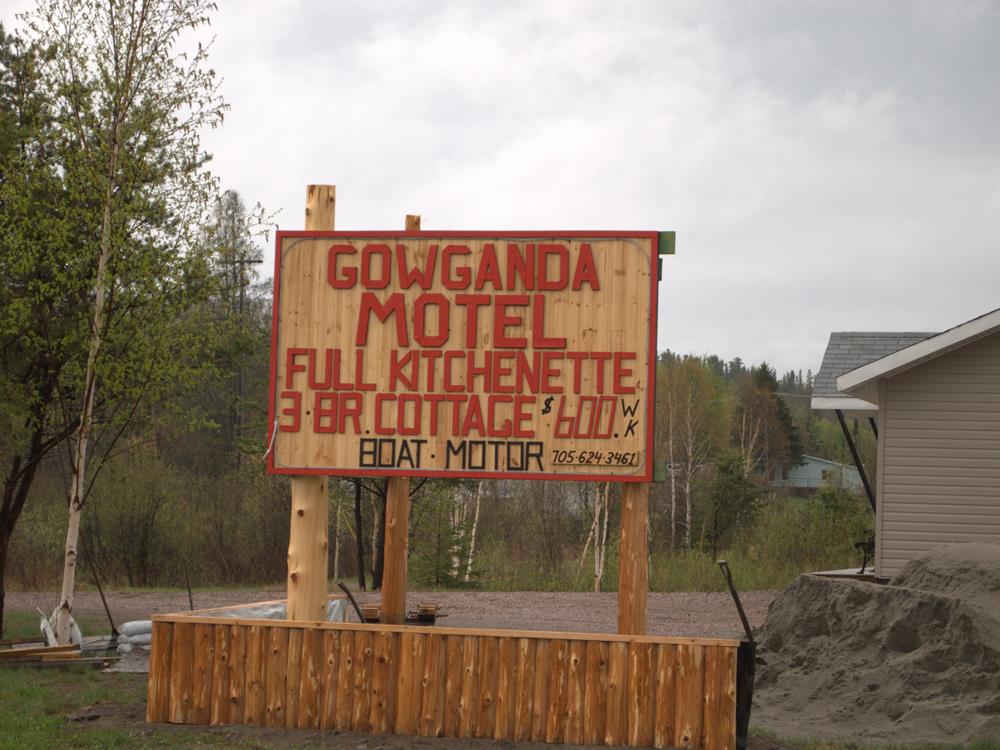 GOWGANDA
MOTEL
FULL KITCHENETTE
3·BR. COTTAGE $600. WK
BOAT· MOTOR 705·624·3461